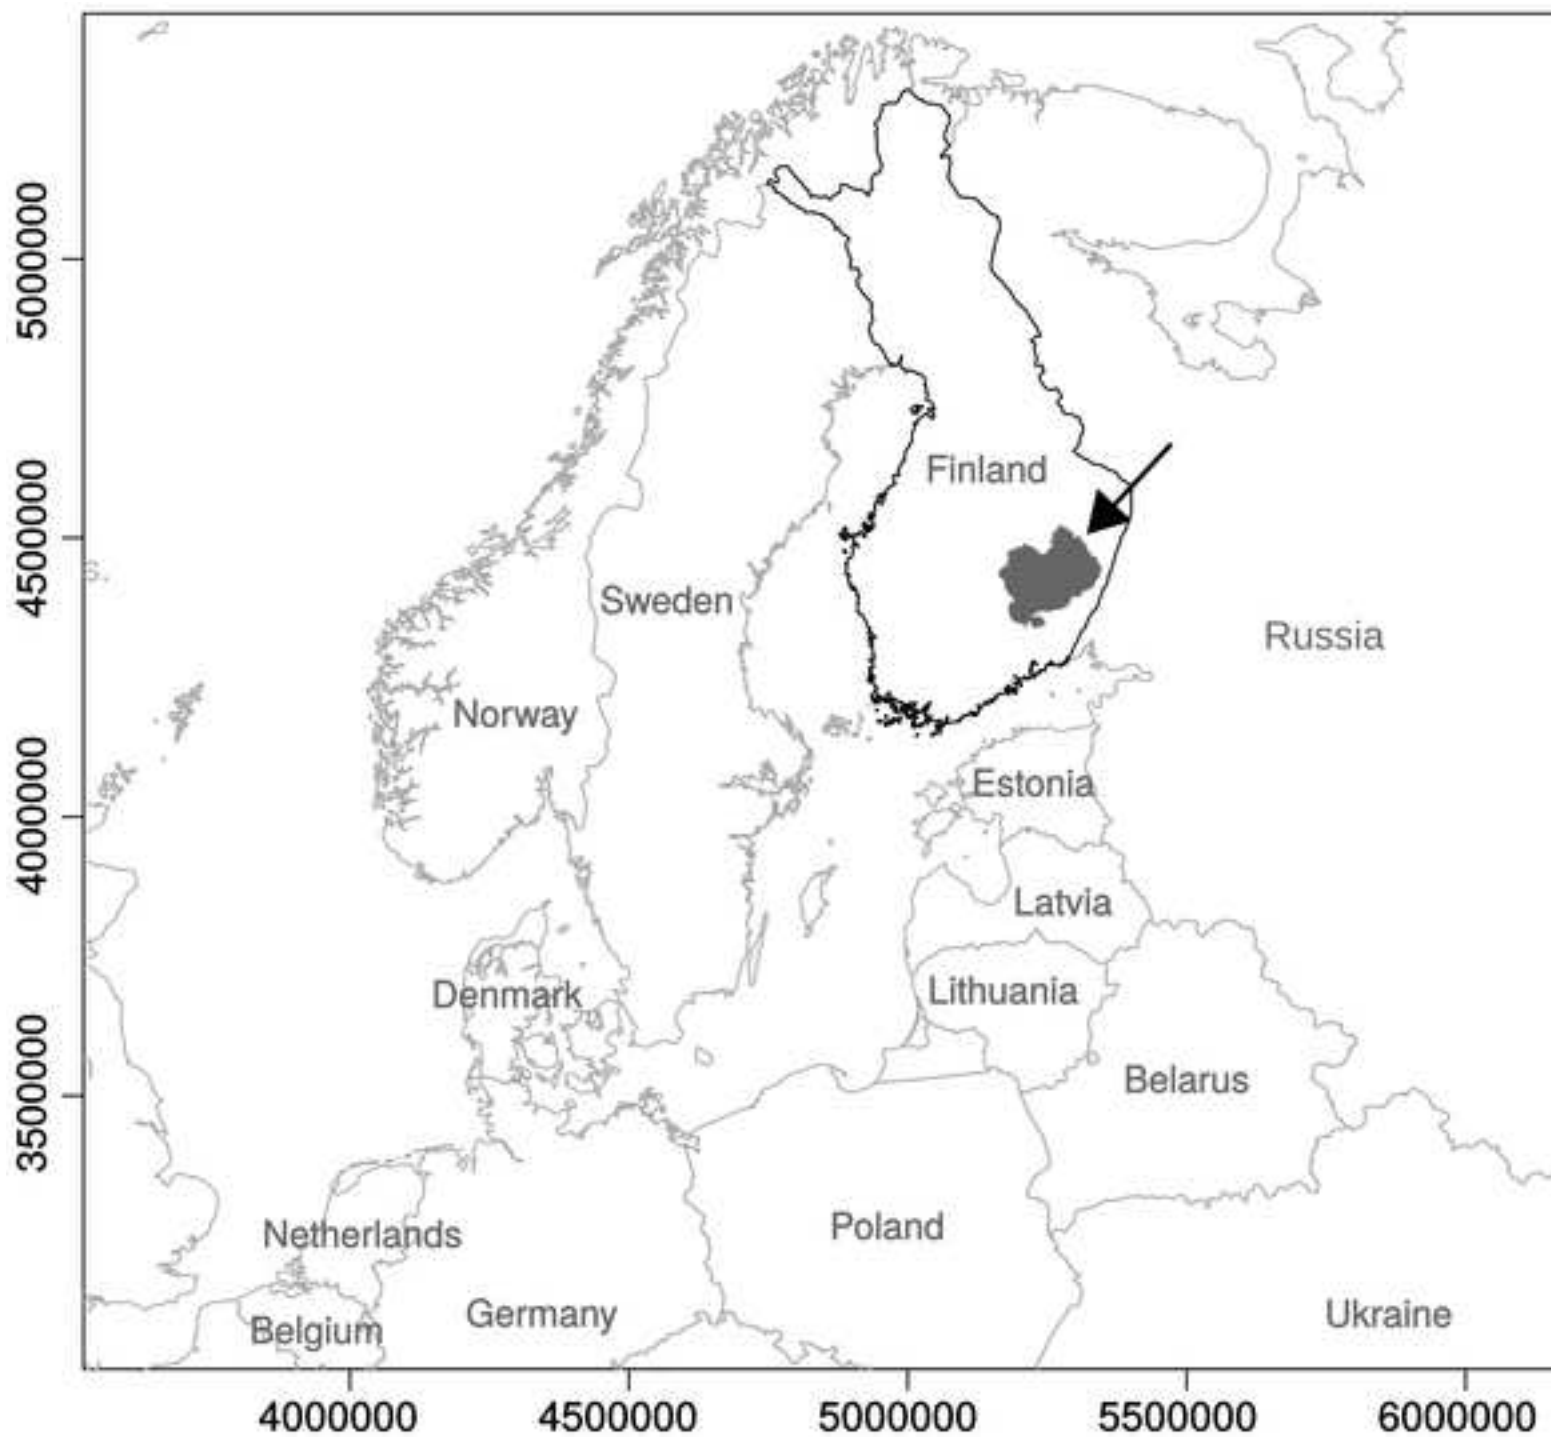 5000000
4500000
4000000
3500000
Finland
s.
Sweden
Russia
Norway
Estonia
Latvia
Denmark
Lithuania
Belarus
Netherlands
Poland
Belgium
Germany
Ukraine
4000000
4500000
5000000
5500000
6000000